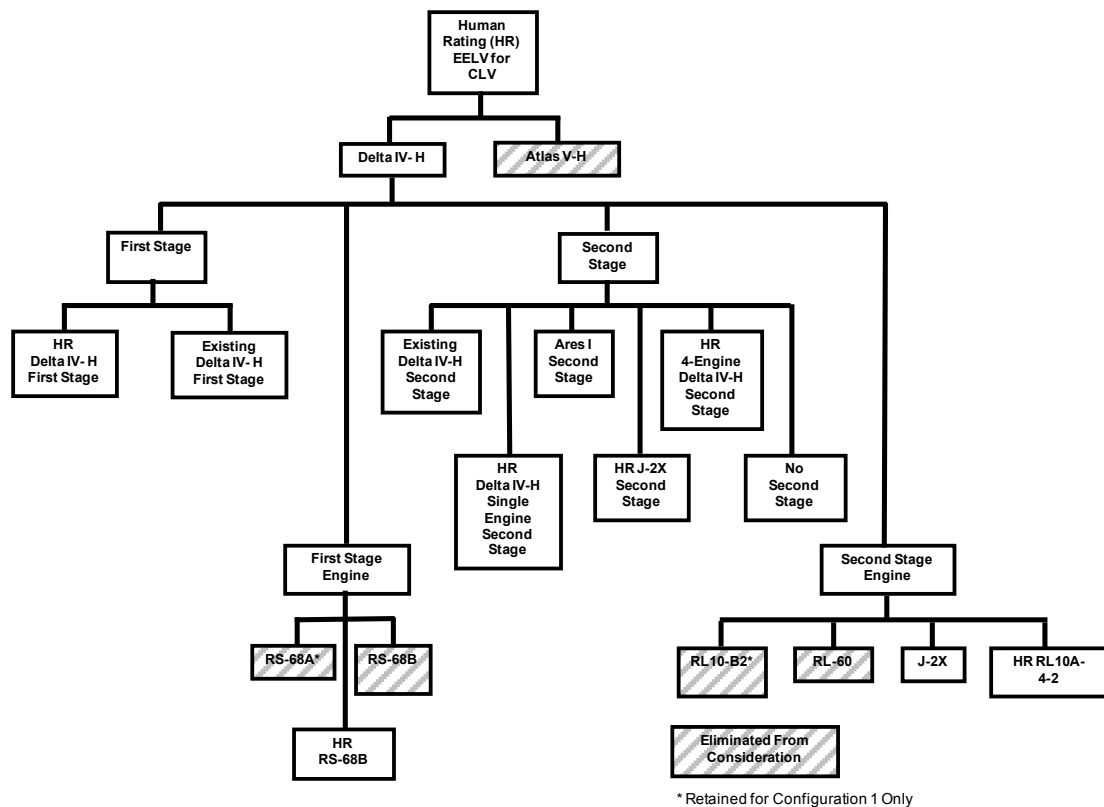 Human
Rating (HR)
EELV for
CLV
Delta IV- H
Atlas V-H
First Stage
Second
Stage
HR
Delta IV- H
First Stage
Existing
Delta IV- H
First Stage
Existing
Delta IV-H
Second
Stage
Ares I
Second
Stage
HR
4-Engine
Delta IV-H
Second
Stage
HR
Delta IV-H
Single
Engine
Second
Stage
HR J-2X
Second
Stage
No
Second
Stage
First Stage
Engine
Second Stage
Engine
RS-68A*
RS-68B
HR
RS-68B
RL10-B2*
RL-60
J-2X
HR RL10A-
4-2
Eliminated From
Consideration
* Retained for Configuration 1 Only